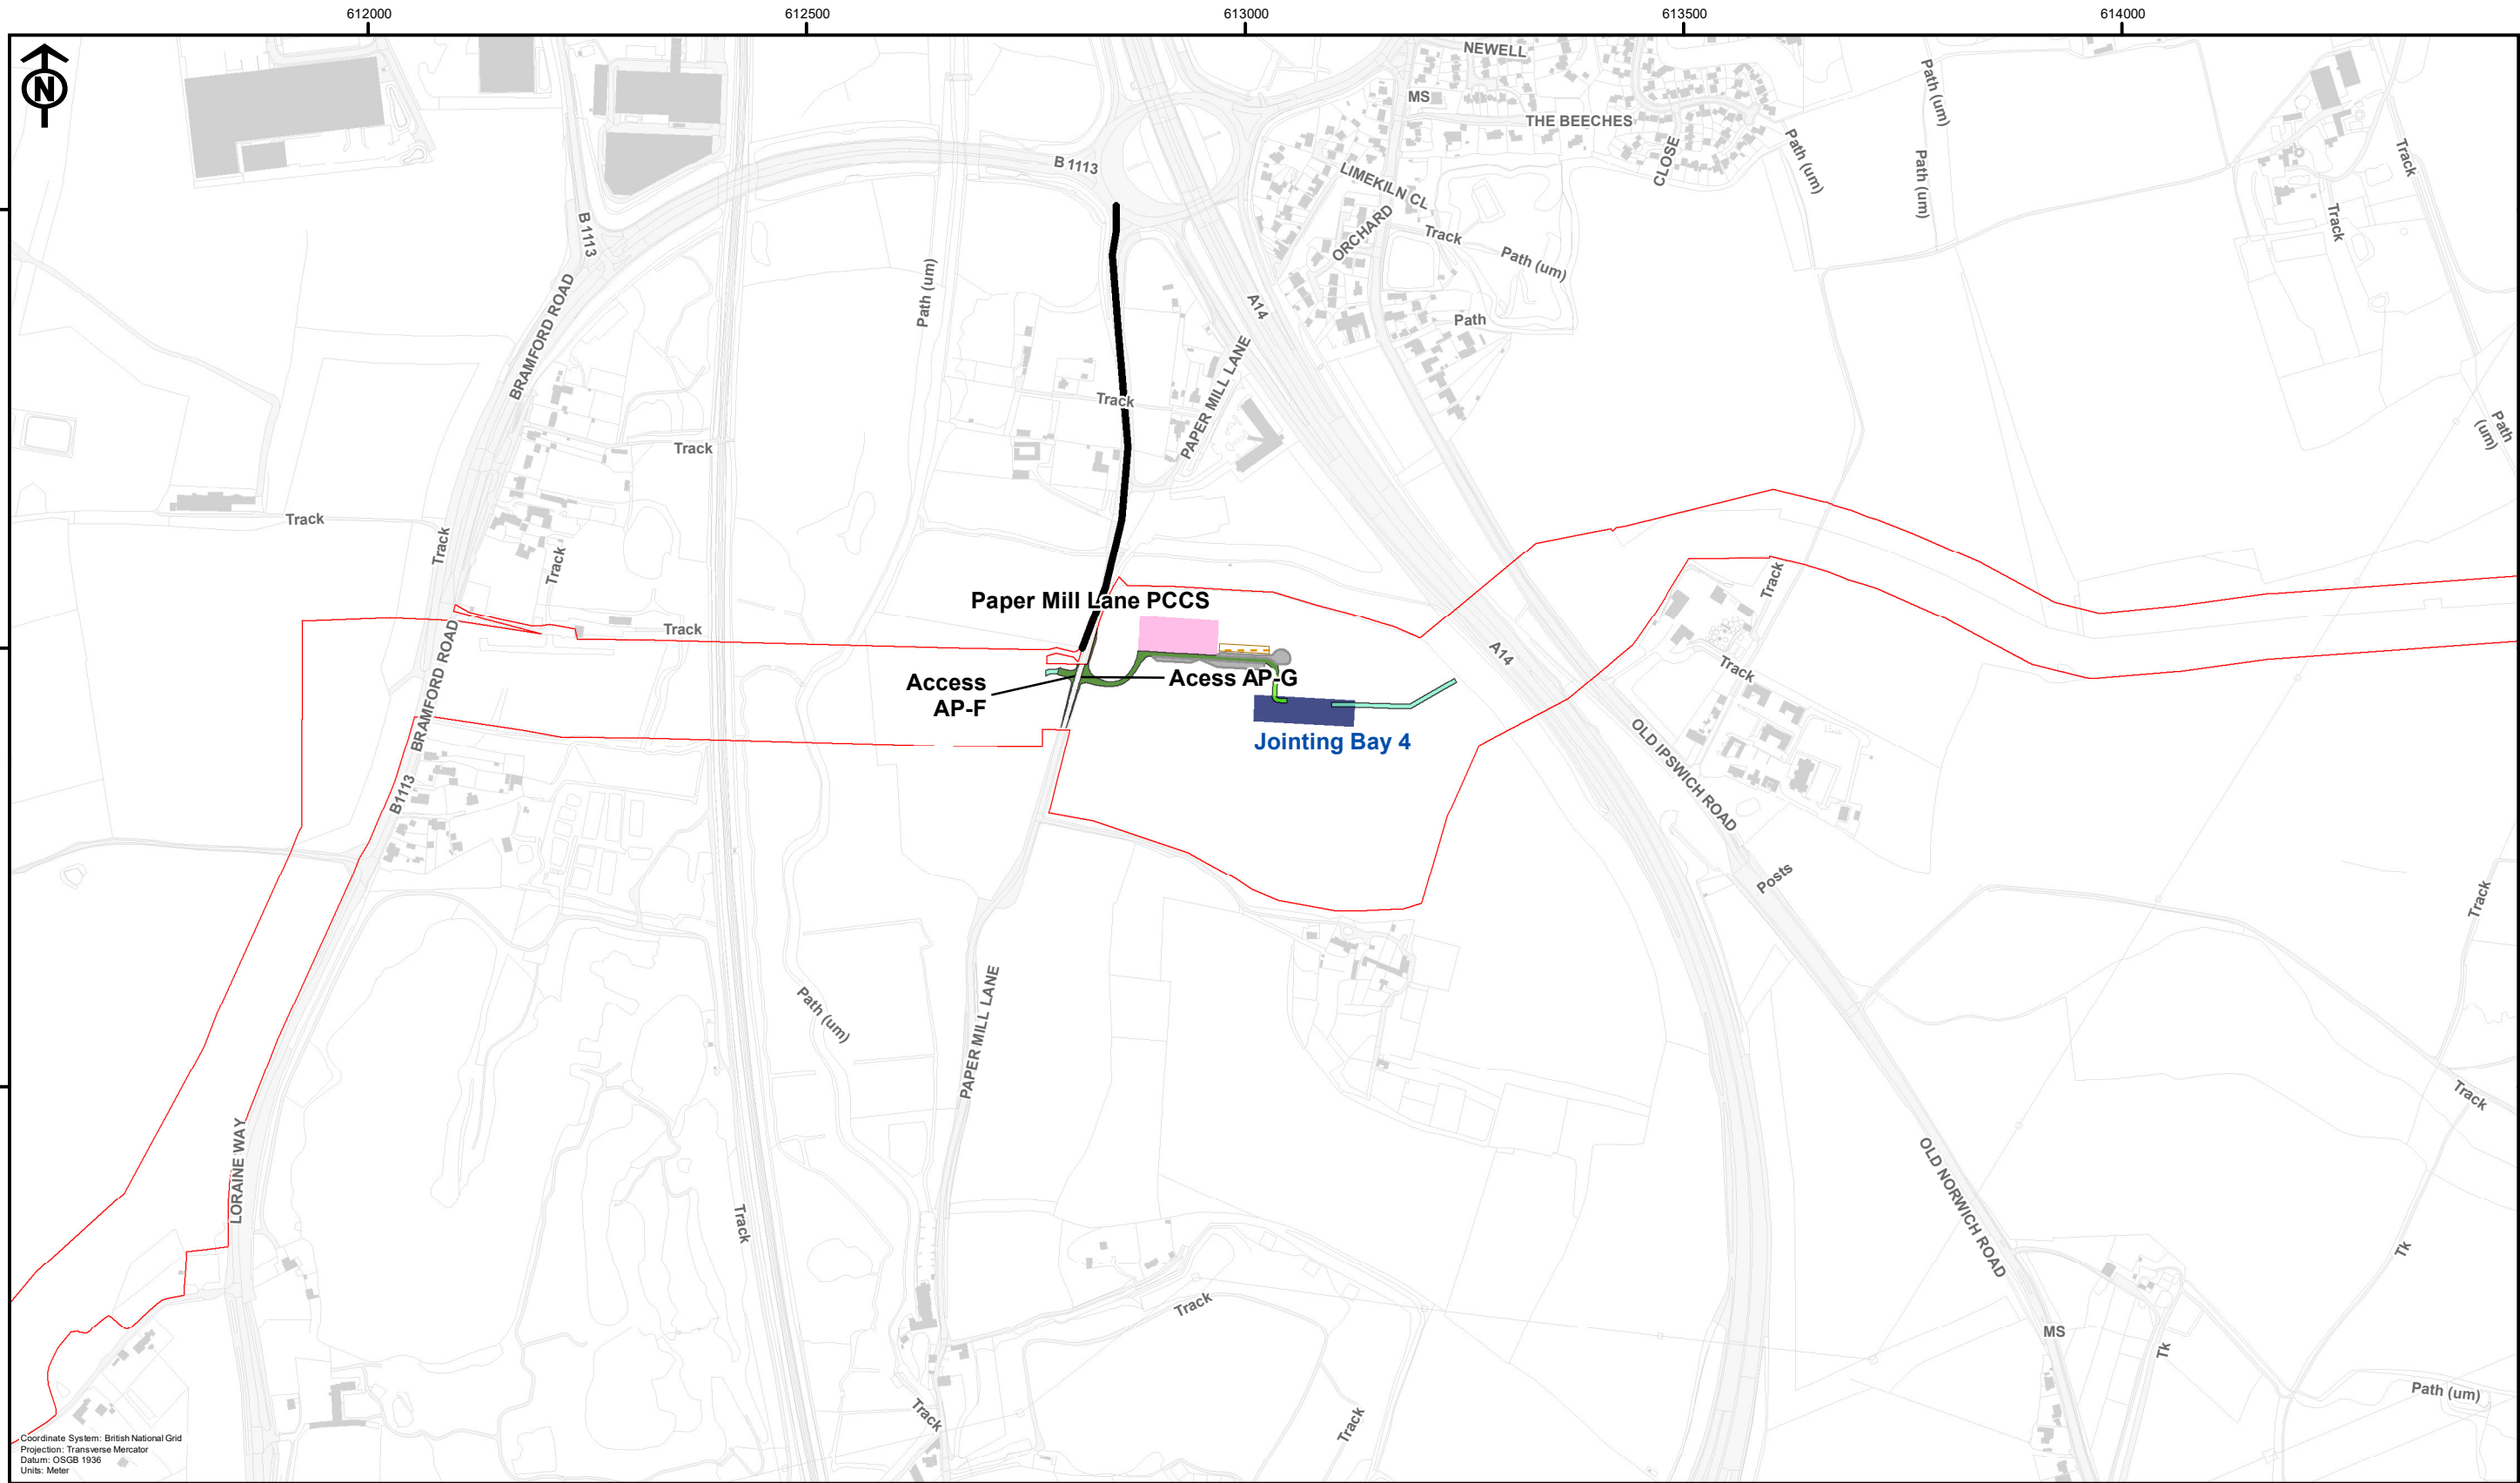 612000
612500
613000
613500
614000
N
NEWELL
MS
THE BEECHES
CLOSE
Path (um)
Path (um)
Path (um)
Track
Track
B 1113
B 1113
LIMEKILN CL
ORCHARD
Track
Path (um)
Path
A14
BRAMFORD ROAD
Path (um)
Track
PAPER MILL LANE
Track
Path
(um)
Track
Track
Track
Track
Track
Paper Mill Lane PCCS
Track
BRAMFORD ROAD
A14
Track
Access
AP-F
Acess AP-G
Jointing Bay 4
OLD IPSWICH ROAD
B1113
Posts
Track
PAPER MILL LANE
Path (um)
Track
LORAINE WAY
Track
OLD NORWICH ROAD
Tk
Track
MS
Tk
Path (um)
Track
Track
Coordinate System: British National Grid
Projection: Transverse Mercator
Datum: OSGB 1936
Units: Meter